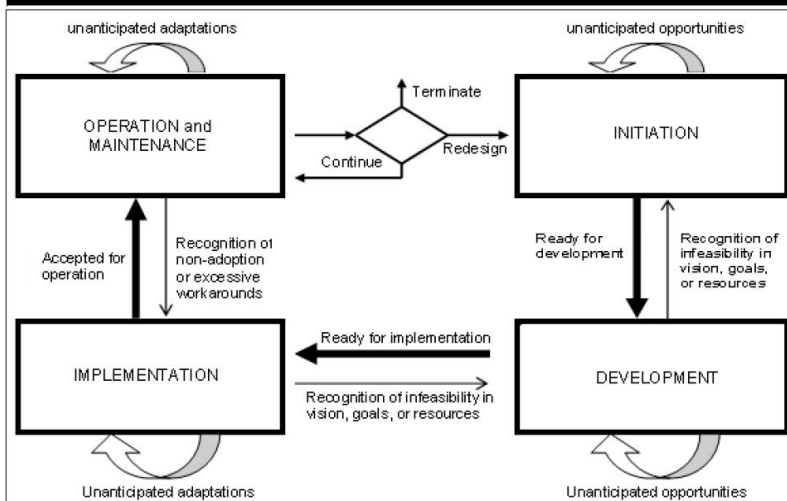 unanticipated adaptations
unanticipated opportunities
OPERATION and
MAINTENANCE
Terminate
Continue
Redesign
INITIATION
Accepted for
operation
Recognition of
non-adoption
or excessive
workarounds
Ready for
development
Recognition of
infeasibility in
vision, goals,
or resources
Ready for implementation
IMPLEMENTATION
Recognition of infeasibility in
vision, goals, or resources
DEVELOPMENT
Unanticipated adaptations
Unanticipated opportunities